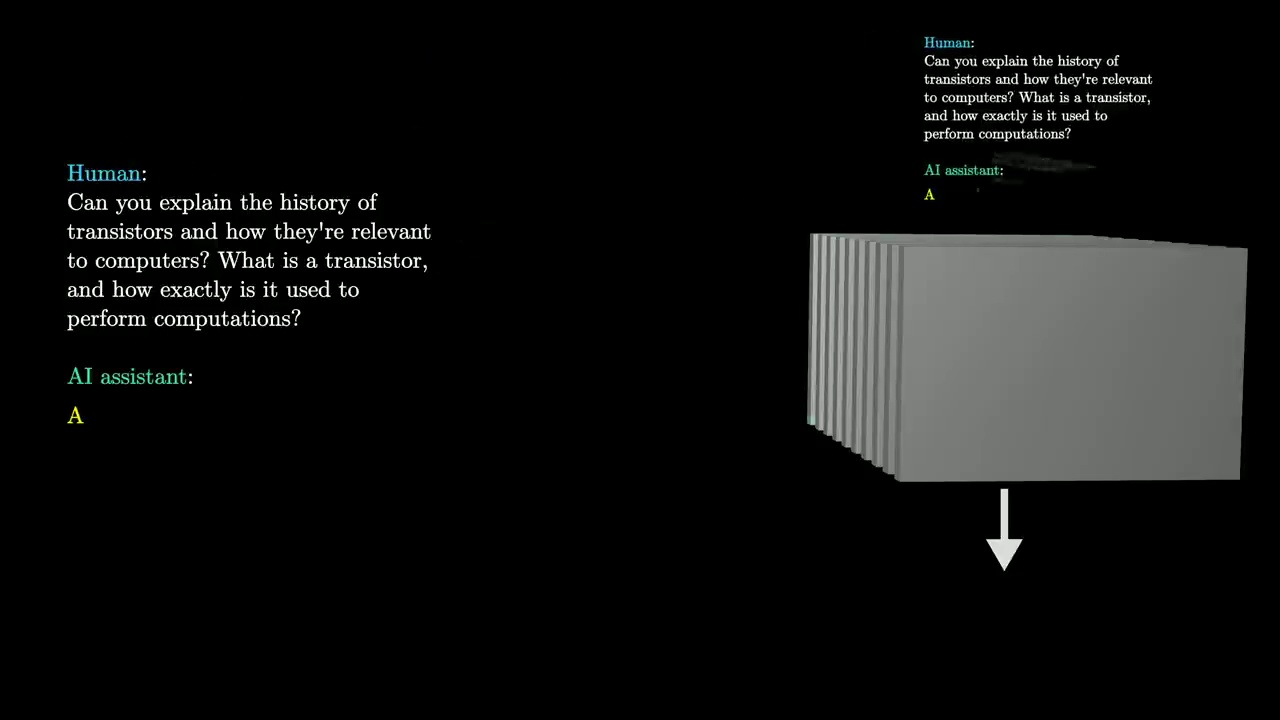 Human:
Can you explain the history of
transistors and how they're relevant
to computers? What is a transistor,
and how exactly is it used to
perform computations?
AI assistant:
A
Human:
Can you explain the history of
transistors and how they're relevant
to computers? What is a transistor,
and how exactly is it used to
perform computations?
AI assistant:
A